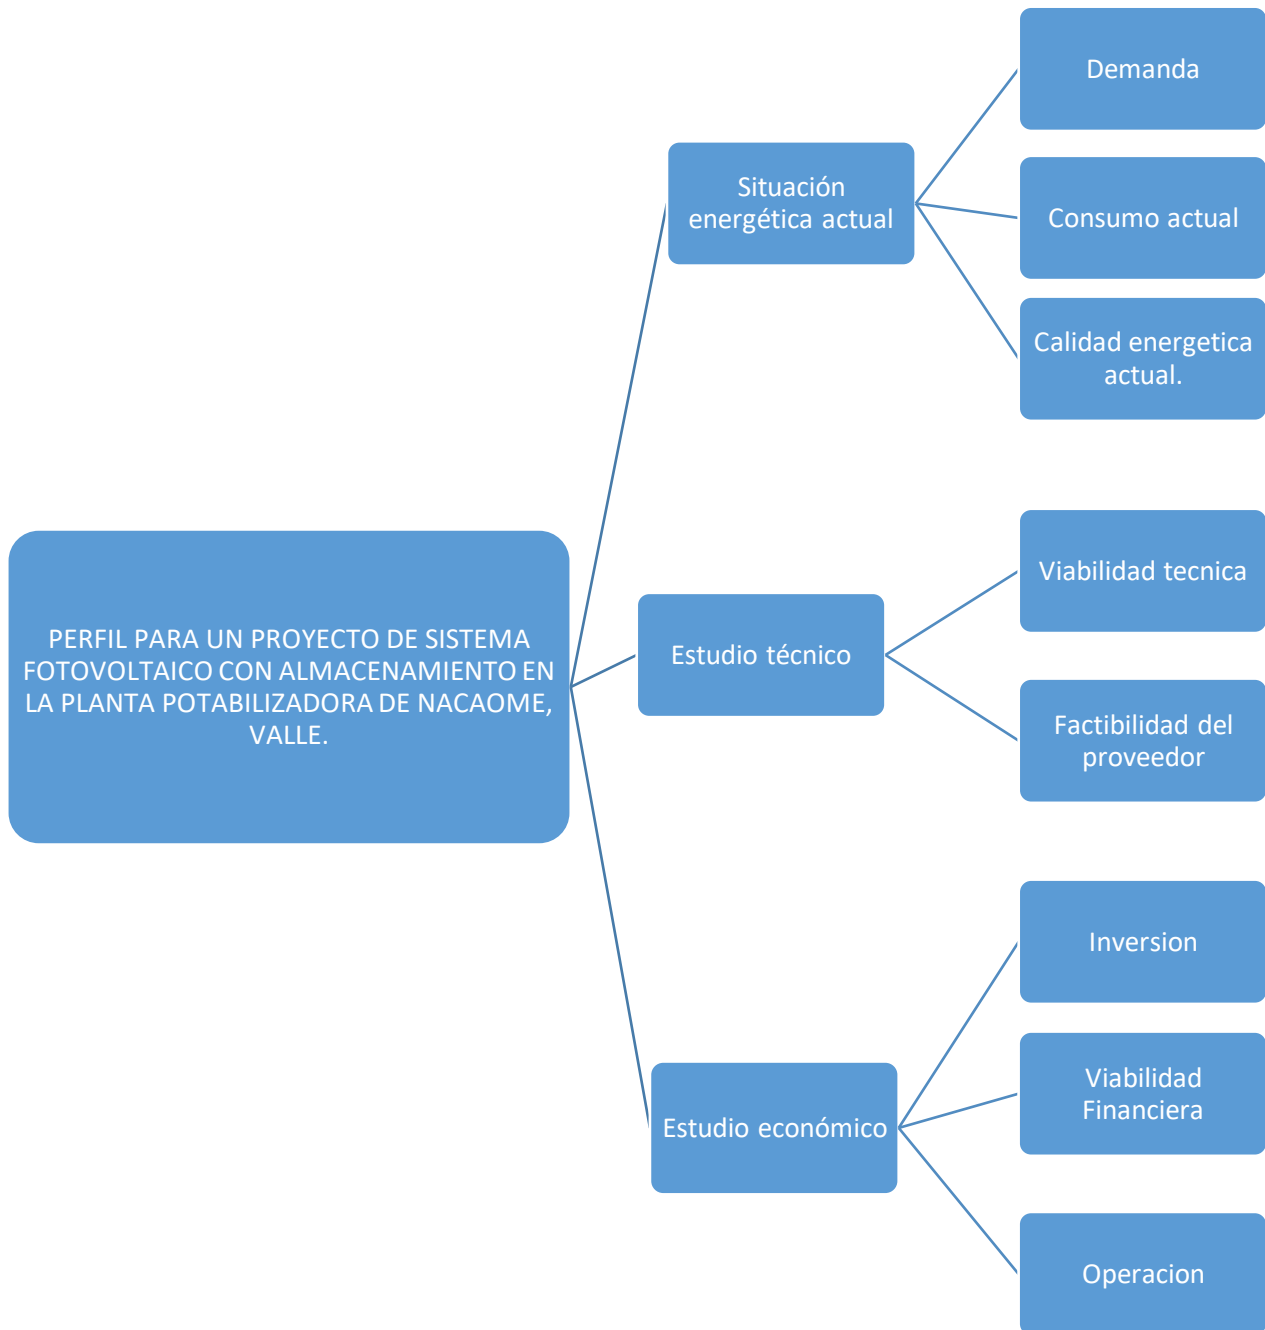 PERFIL PARA UN PROYECTO DE SISTEMA
FOTOVOLTAICO CON ALMACENAMIENTO EN
LA PLANTA POTABILIZADORA DE NACAOME,
VALLE.
Situación
energética actual
Demanda
Consumo actual
Calidad energetica
actual.
Estudio técnico
Viabilidad tecnica
Factibilidad del
proveedor
Estudio económico
Inversion
Viabilidad
Financiera
Operacion